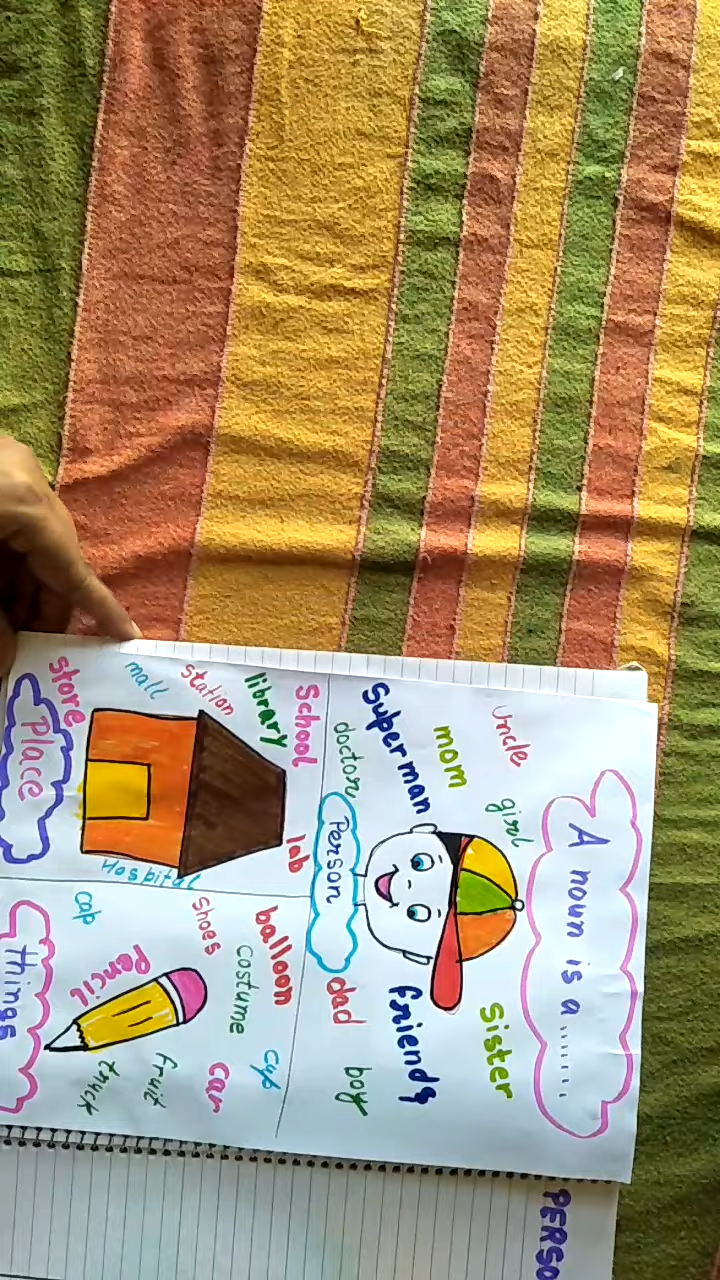 A noun is a.......
uncle
girl
Sister
mom
Superman
friends
doctor
Person
dad
boy
School
library
station
mall
store
lab
Hospital
Place
balloon
costume
cup
shoes
car
cap
Pencil
fruit
truck
things
PERSO